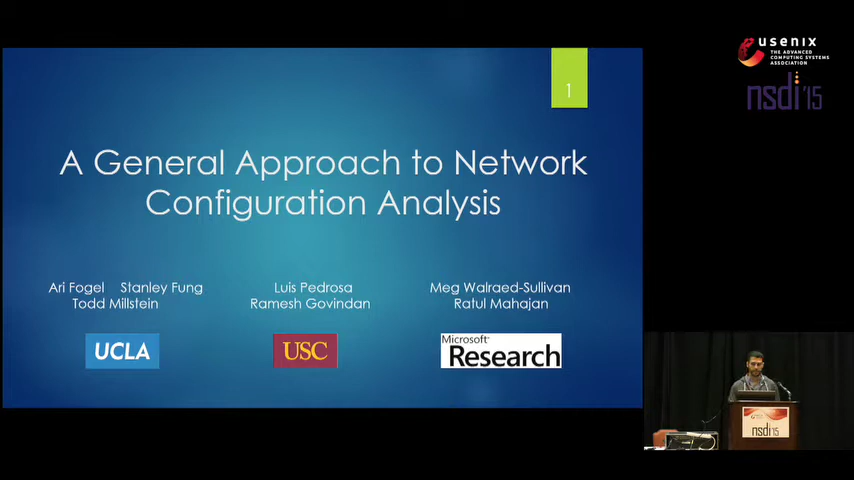 usenix
THE ADVANCED
COMPUTING SYSTEMS
ASSOCIATION
nsdi '15
1
A General Approach to Network
Configuration Analysis
Ari Fogel Stanley Fung
Todd Millstein
Luis Pedrosa
Ramesh Govindan
Meg Walraed-Sullivan
Ratul Mahajan
UCLA
USC
Microsoft
Research
nsdi'15